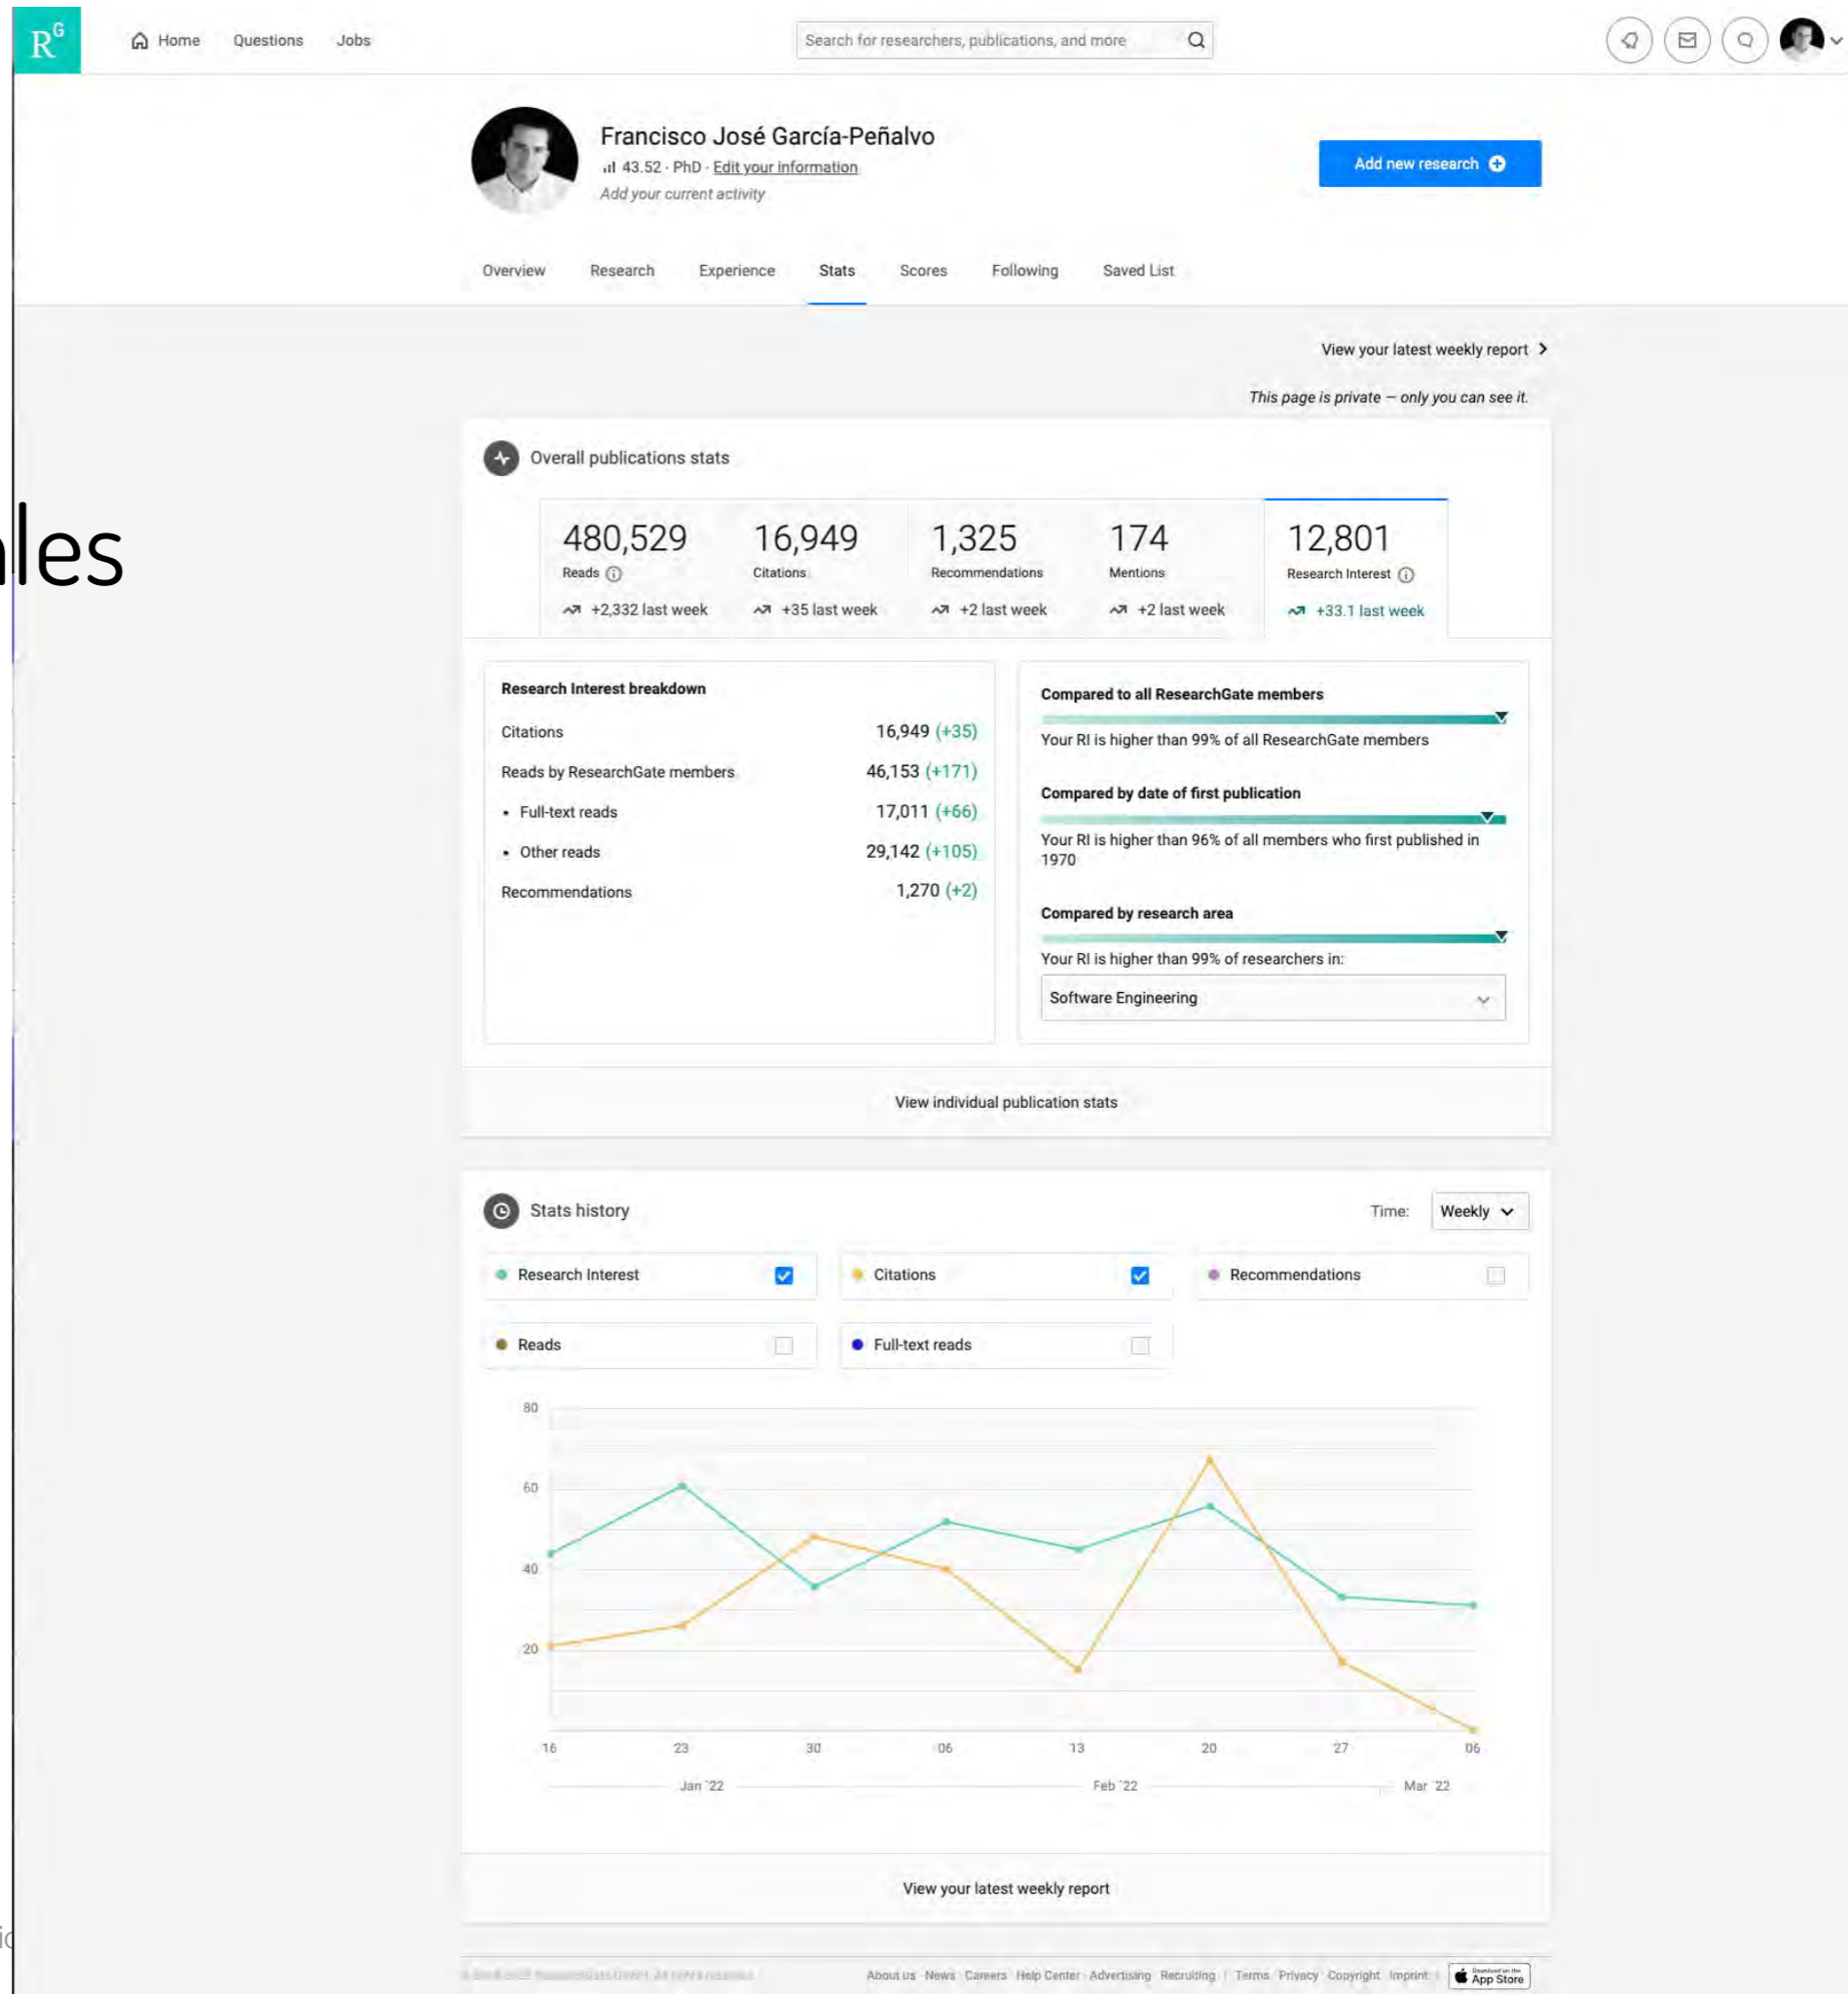 RG
Home Questions Jobs
Search for researchers, publications, and more
Francisco José García-Peñalvo
43.52 · PhD · Edit your information
Add your current activity
Add new research
Overview Research Experience Stats Scores Following Saved List
View your latest weekly report
This page is private — only you can see it.
Overall publications stats
les
480,529 16,949 1,325 174 12,801
Reads Citations Recommendations Mentions Research Interest
+2,332 last week +35 last week +2 last week +2 last week +33.1 last week
Research Interest breakdown
Citations 16,949 (+35)
Reads by ResearchGate members 46,153 (+171)
• Full-text reads 17,011 (+66)
• Other reads 29,142 (+105)
Recommendations 1,270 (+2)
Compared to all ResearchGate members
Your RI is higher than 99% of all ResearchGate members
Compared by date of first publication
Your RI is higher than 96% of all members who first published in
1970
Compared by research area
Your RI is higher than 99% of researchers in:
Software Engineering
View individual publication stats
Stats history
Time: Weekly
Research Interest Citations Recommendations
Reads Full-text reads
80
60
40
20
16 23 30 06 13 20 27 06
Jan '22 Feb '22 Mar '22
View your latest weekly report
About us News Careers Help Center Advertising Recruiting | Terms Privacy Copyright Imprint |
Download on the
App Store